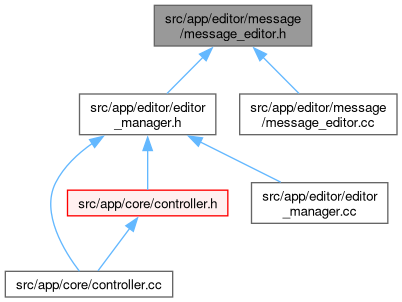 src/app/editor/message
/message_editor.h
src/app/editor/editor
_manager.h
src/app/editor/message
/message_editor.cc
src/app/core/controller.h
src/app/editor/editor
_manager.cc
src/app/core/controller.cc